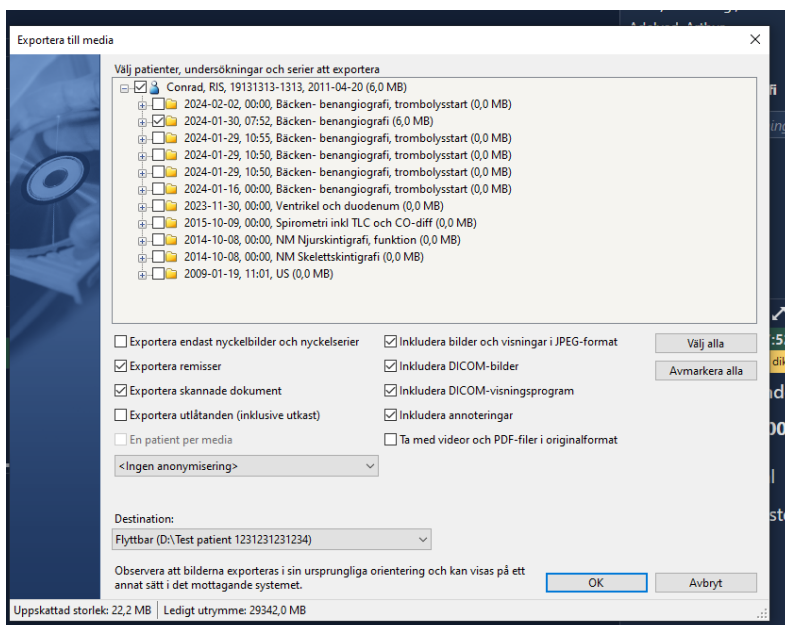 Exportera till media
Välj patienter, undersökningar och serier att exportera
Conrad, RIS, 19131313-1313, 2011-04-20 (6,0 MB)
2024-02-02, 00:00, Bäcken- benangiografi, trombolysstart (0,0 MB)
2024-01-30, 07:52, Bäcken- benangiografi (6,0 MB)
2024-01-29, 10:55, Bäcken- benangiografi, trombolysstart (0,0 MB)
2024-01-29, 10:50, Bäcken- benangiografi, trombolysstart (0,0 MB)
2024-01-29, 10:50, Bäcken- benangiografi, trombolysstart (0,0 MB)
2024-01-16, 00:00, Bäcken- benangiografi, trombolysstart (0,0 MB)
2023-11-30, 00:00, Ventrikel och duodenum (0,0 MB)
2015-10-09, 00:00, Spirometri inkl TLC och CO-diff (0,0 MB)
2014-10-08, 00:00, NM Njurskintigrafi, funktion (0,0 MB)
2014-10-08, 00:00, NM Skelettskintigrafi (0,0 MB)
2009-01-19, 11:01, US (0,0 MB)
Exportera endast nyckelbilder och nyckelserier
Inkludera bilder och visningar i JPEG-format
Välj alla
Exportera remisser
Inkludera DICOM-bilder
Avmarkera alla
Exportera skannade dokument
Inkludera DICOM-visningsprogram
Exportera utlåtanden (inklusive utkast)
Inkludera annoteringar
En patient per media
Ta med videor och PDF-filer i originalformat
<Ingen anonymisering>
Destination:
Flyttbar (D:\Test patient 1231231231234)
Observera att bilderna exporteras i sin ursprungliga orientering och kan visas på ett
annat sätt i det mottagande systemet.
OK
Avbryt
Uppskattad storlek: 22,2 MB
Ledigt utrymme: 29342,0 MB